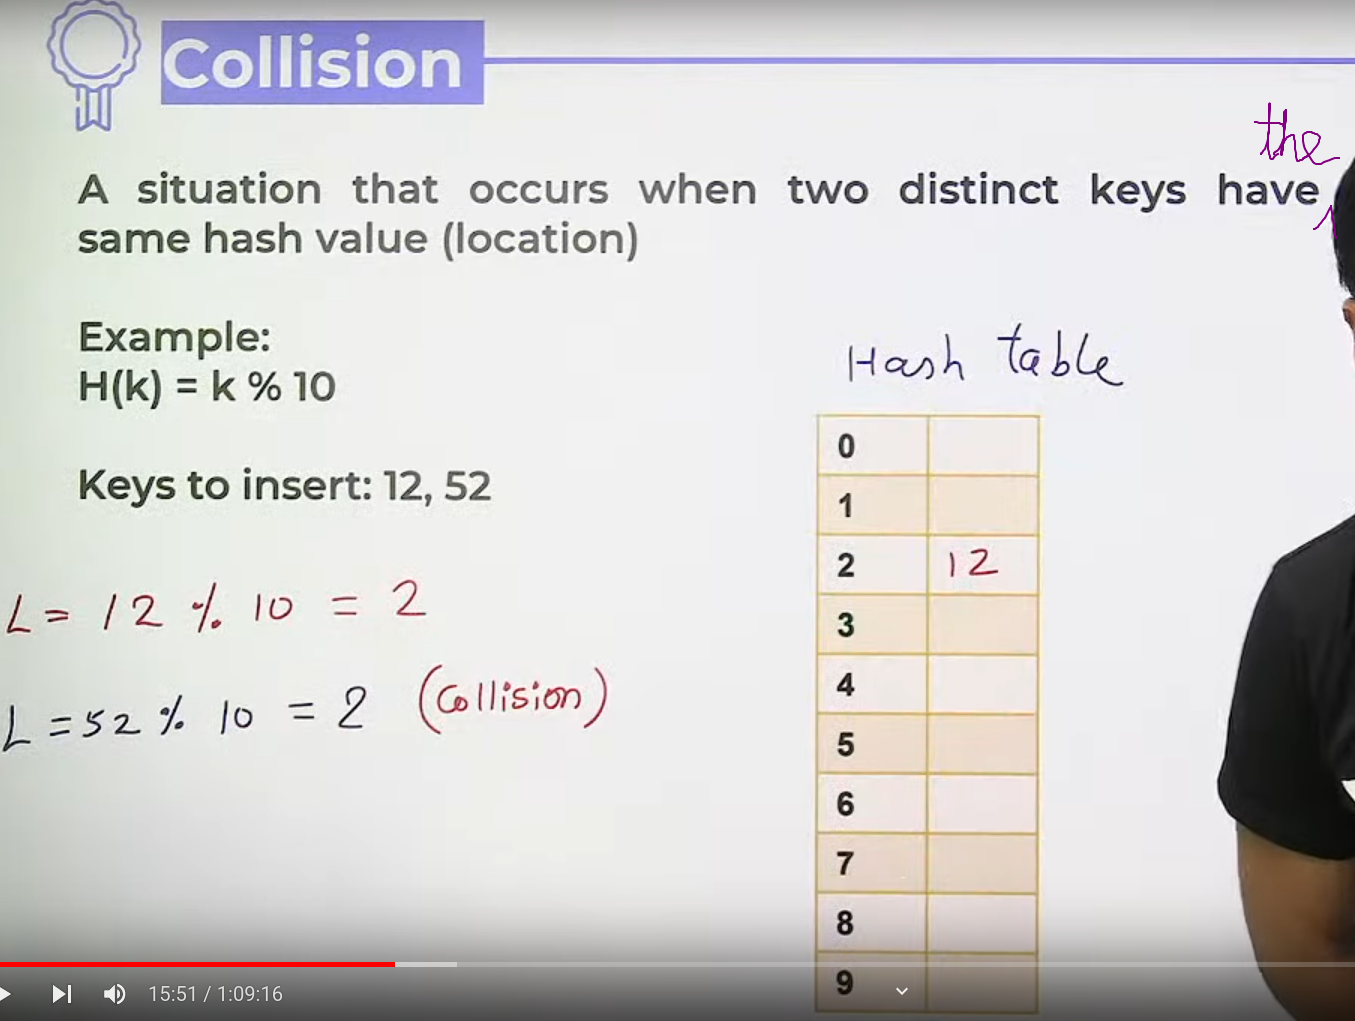 Collision
the
A situation that occurs when two distinct keys have
same hash value (location)
Example:
H(k) = k % 10
Keys to insert: 12, 52
L = 12 % 10 = 2
L = 52 % 10 = 2 (Collision)
Hash table
0
1
2 12
3
4
5
6
7
8
9
15:51 / 1:09:16